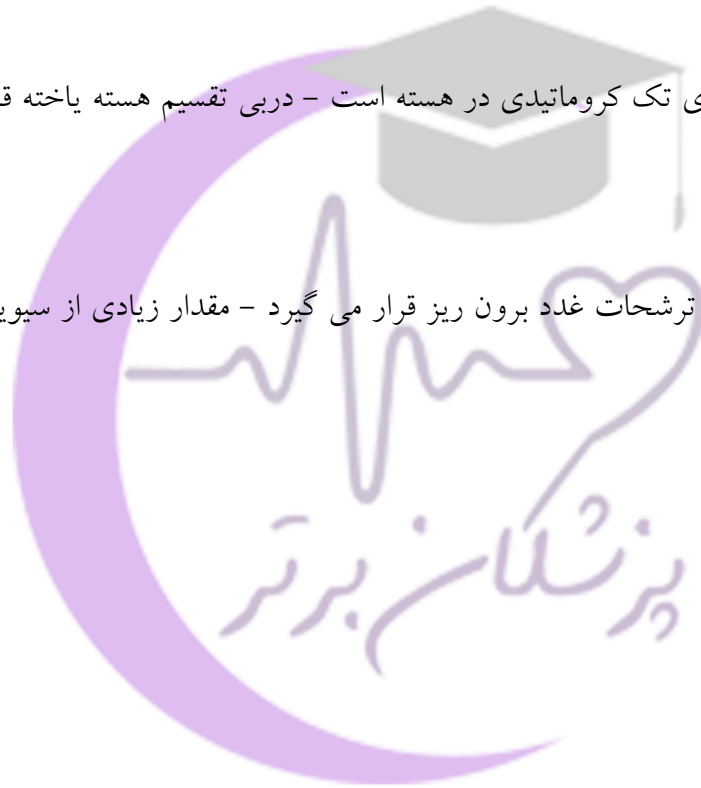 تک کروماتیدی در هسته است – دربی تقسیم هسته یاخته
ترشحات غدد برون ریز قرار می گیرد – مقدار زیادی از
پزشکان برتر